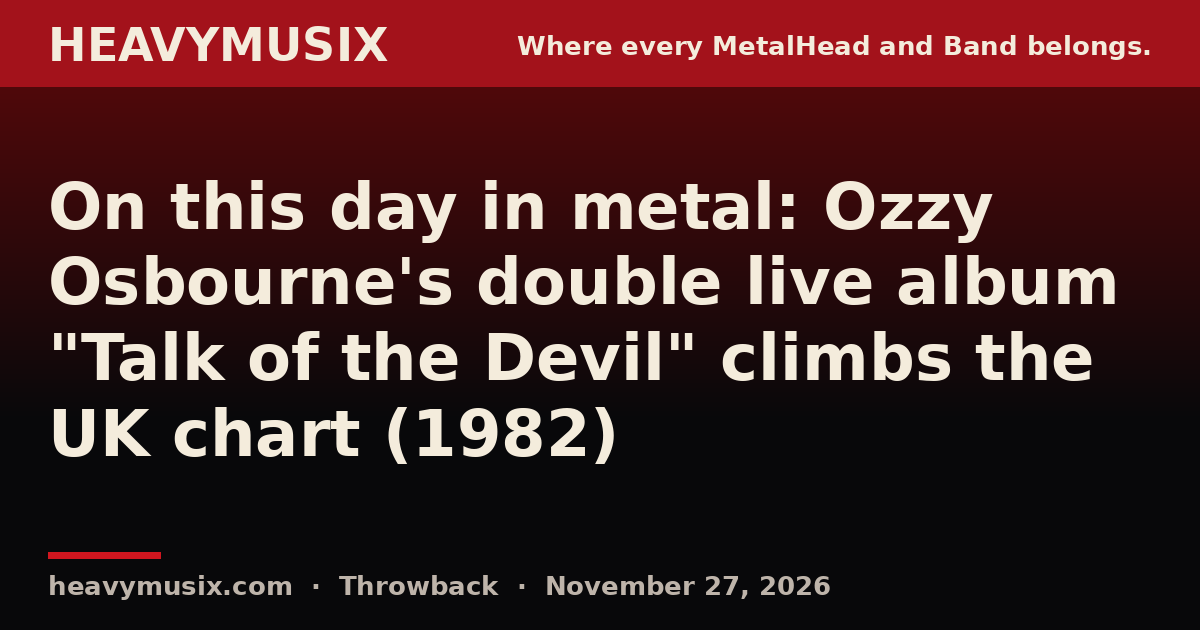 HEAVYMUSIX
Where every MetalHead and Band belongs.
On this day in metal: Ozzy
Osbourne's double live album
"Talk of the Devil" climbs the
UK chart (1982)
heavymusix.com · Throwback · November 27, 2026